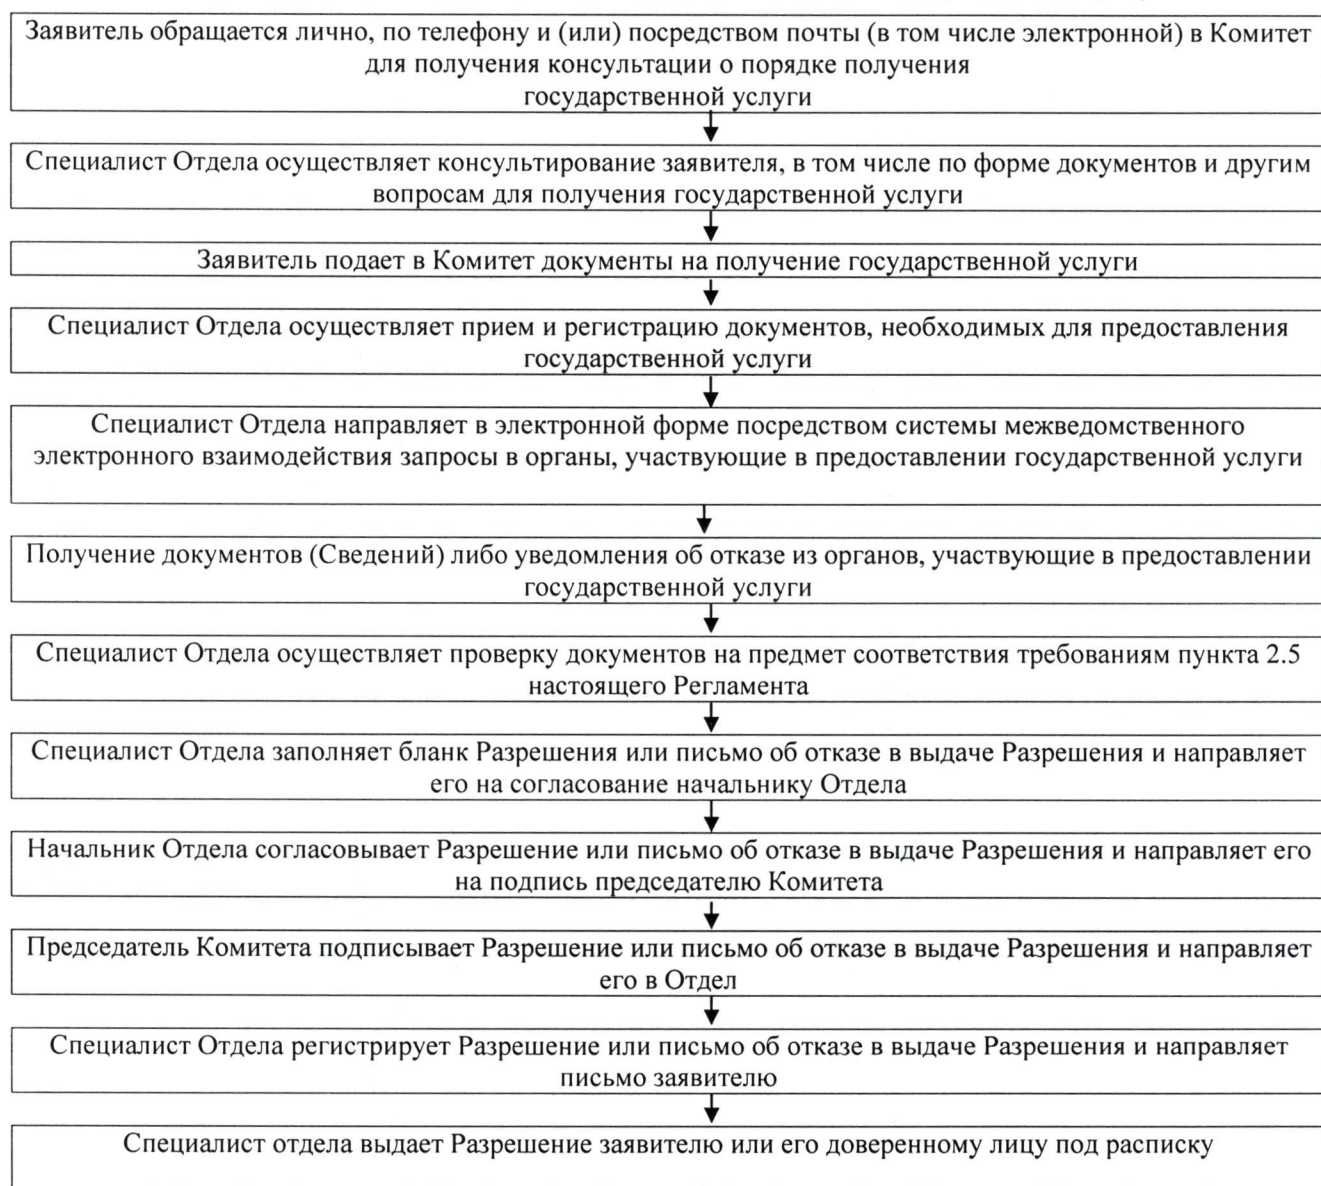 Заявитель обращается лично, по телефону и (или) посредством почты (в том числе электронной) в Комитет
для получения консультации о порядке получения
государственной услуги
Специалист Отдела осуществляет консультирование заявителя, в том числе по форме документов и другим
вопросам для получения государственной услуги
Заявитель подает в Комитет документы на получение государственной услуги
Специалист Отдела осуществляет прием и регистрацию документов, необходимых для предоставления
государственной услуги
Специалист Отдела направляет в электронной форме посредством системы межведомственного
электронного взаимодействия запросы в органы, участвующие в предоставлении государственной услуги
Получение документов (Сведений) либо уведомления об отказе из органов, участвующие в предоставлении
государственной услуги
Специалист Отдела осуществляет проверку документов на предмет соответствия требованиям пункта 2.5
настоящего Регламента
Специалист Отдела заполняет бланк Разрешения или письмо об отказе в выдаче Разрешения и направляет
его на согласование начальнику Отдела
Начальник Отдела согласовывает Разрешение или письмо об отказе в выдаче Разрешения и направляет его
на подпись председателю Комитета
Председатель Комитета подписывает Разрешение или письмо об отказе в выдаче Разрешения и направляет
его в Отдел
Специалист Отдела регистрирует Разрешение или письмо об отказе в выдаче Разрешения и направляет
письмо заявителю
Специалист отдела выдает Разрешение заявителю или его доверенному лицу под расписку